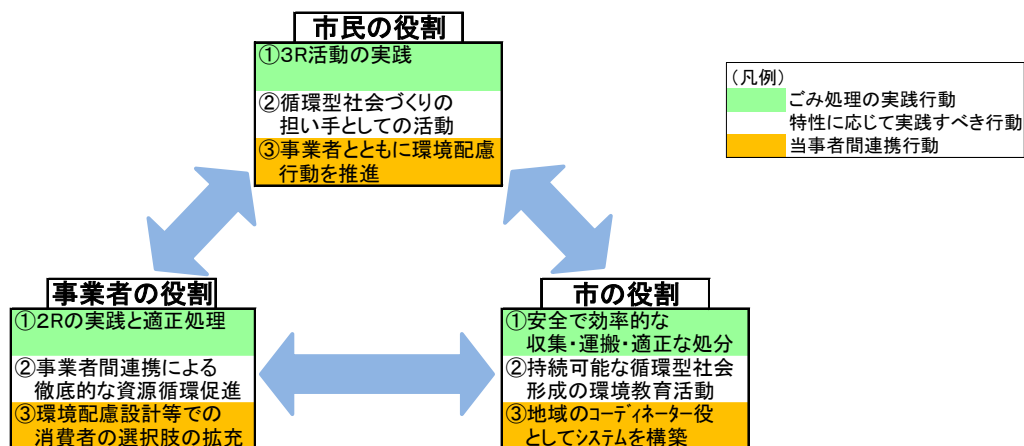 市民の役割
①3R活動の実践
②循環型社会づくりの
担い手としての活動
③事業者とともに環境配慮
行動を推進
(凡例)
ごみ処理の実践行動
特性に応じて実践すべき行動
当事者間連携行動
事業者の役割
①2Rの実践と適正処理
②事業者間連携による
徹底的な資源循環促進
③環境配慮設計等での
消費者の選択肢の拡充
市の役割
①安全で効率的な
収集・運搬・適正な処分
②持続可能な循環型社会
形成の環境教育活動
③地域のｺｰﾃﾞｨﾈｰﾀｰ役
としてｼｽﾃﾑを構築